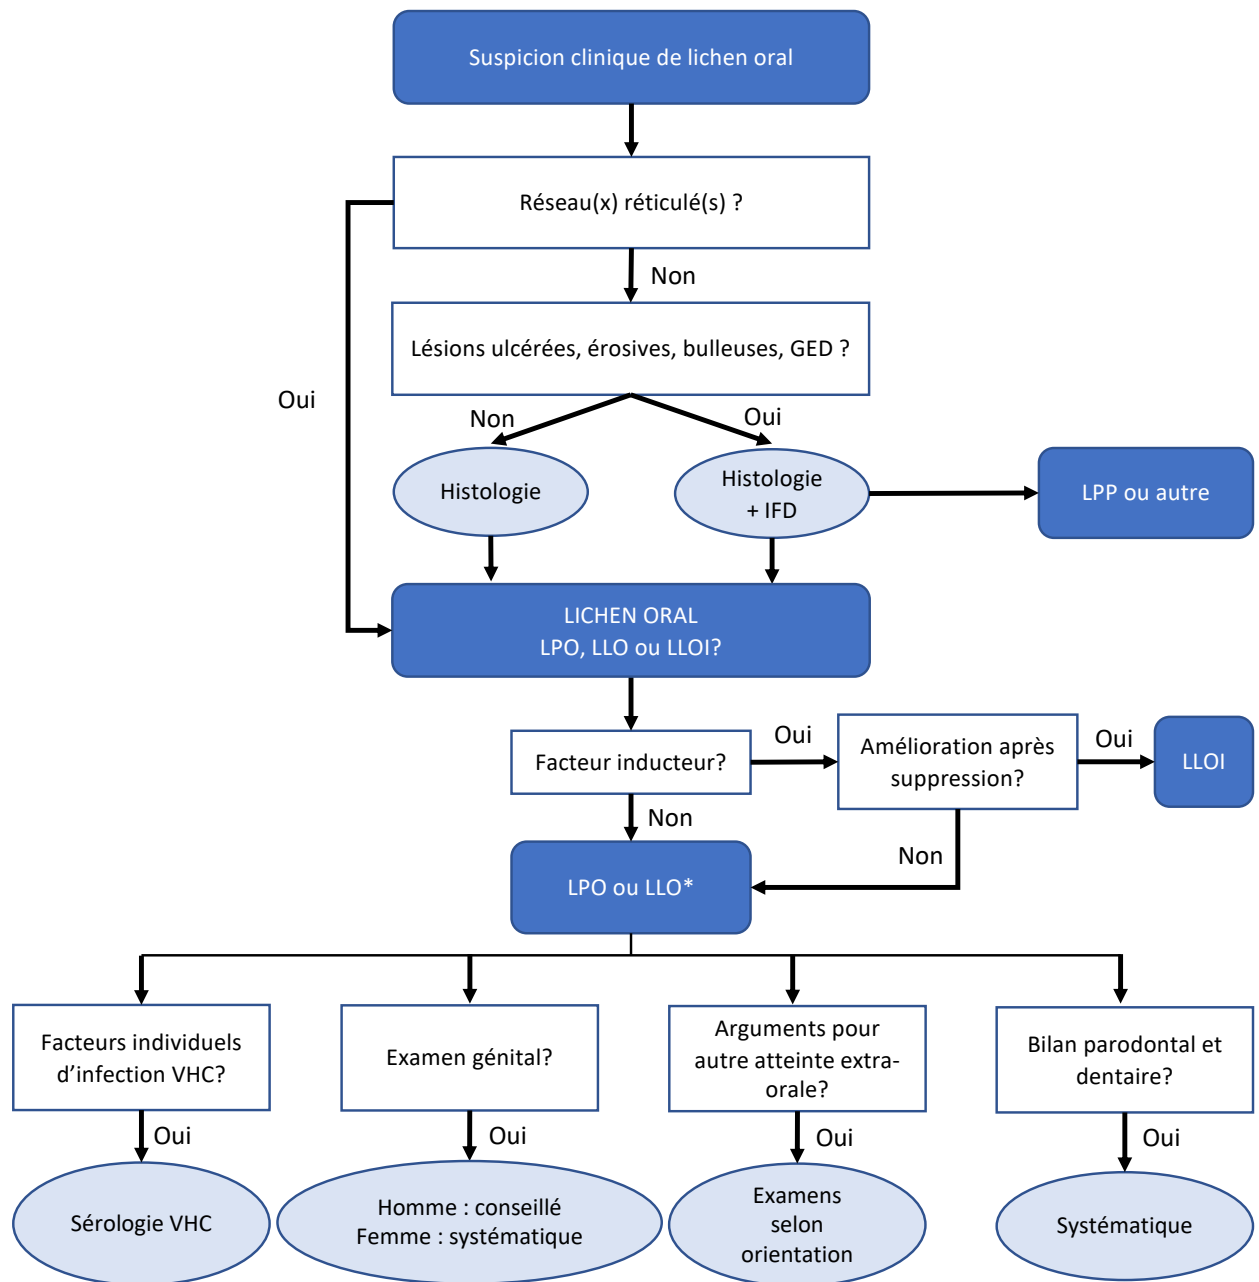 Suspicion clinique de lichen oral
Réseau(x) réticulé(s) ?
Non
Lésions ulcérées, érosives, bulleuses, GED ?
Oui
Non
Oui
Histologie
Histologie
+ IFD
LPP ou autre
LICHEN ORAL
LPO, LLO ou LLOI?
Facteur inducteur?
Oui
Amélioration après
suppression?
Oui
LLOI
Non
Non
LPO ou LLO*
Facteurs individuels
d’infection VHC?
Examen génital?
Arguments pour
autre atteinte extra-
orale?
Bilan parodontal et
dentaire?
Oui
Oui
Oui
Oui
Sérologie VHC
Homme : conseillé
Femme : systématique
Examens
selon
orientation
Systématique